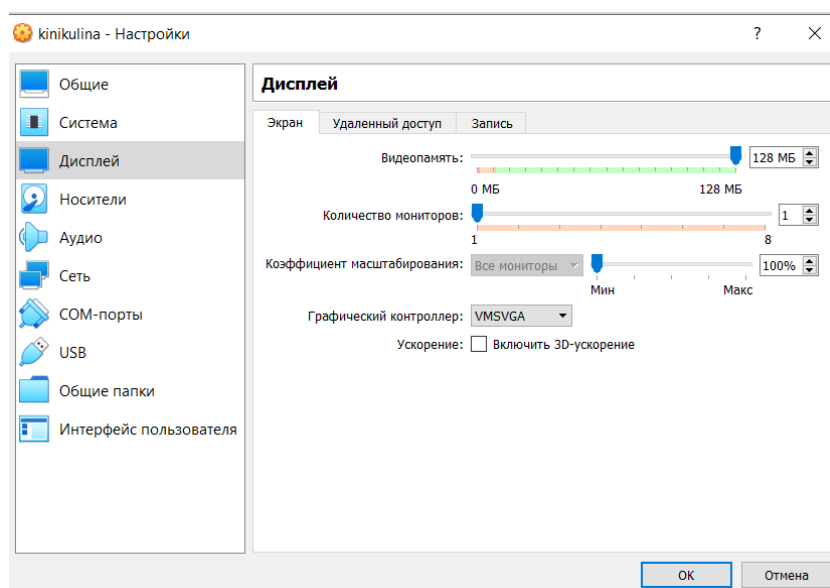 kinikulina - Настройки
?
Общие
Система
Дисплей
Носители
Аудио
Сеть
COM-порты
USB
Общие папки
Интерфейс пользователя
Дисплей
Экран Удаленный доступ Запись
Видеопамять: 128 МБ
0 МБ 128 МБ
Количество мониторов: 1
1 8
Коэффициент масштабирования: Все мониторы 100%
Мин Макс
Графический контроллер: VMSVGA
Ускорение: Включить 3D-ускорение
OK Отмена